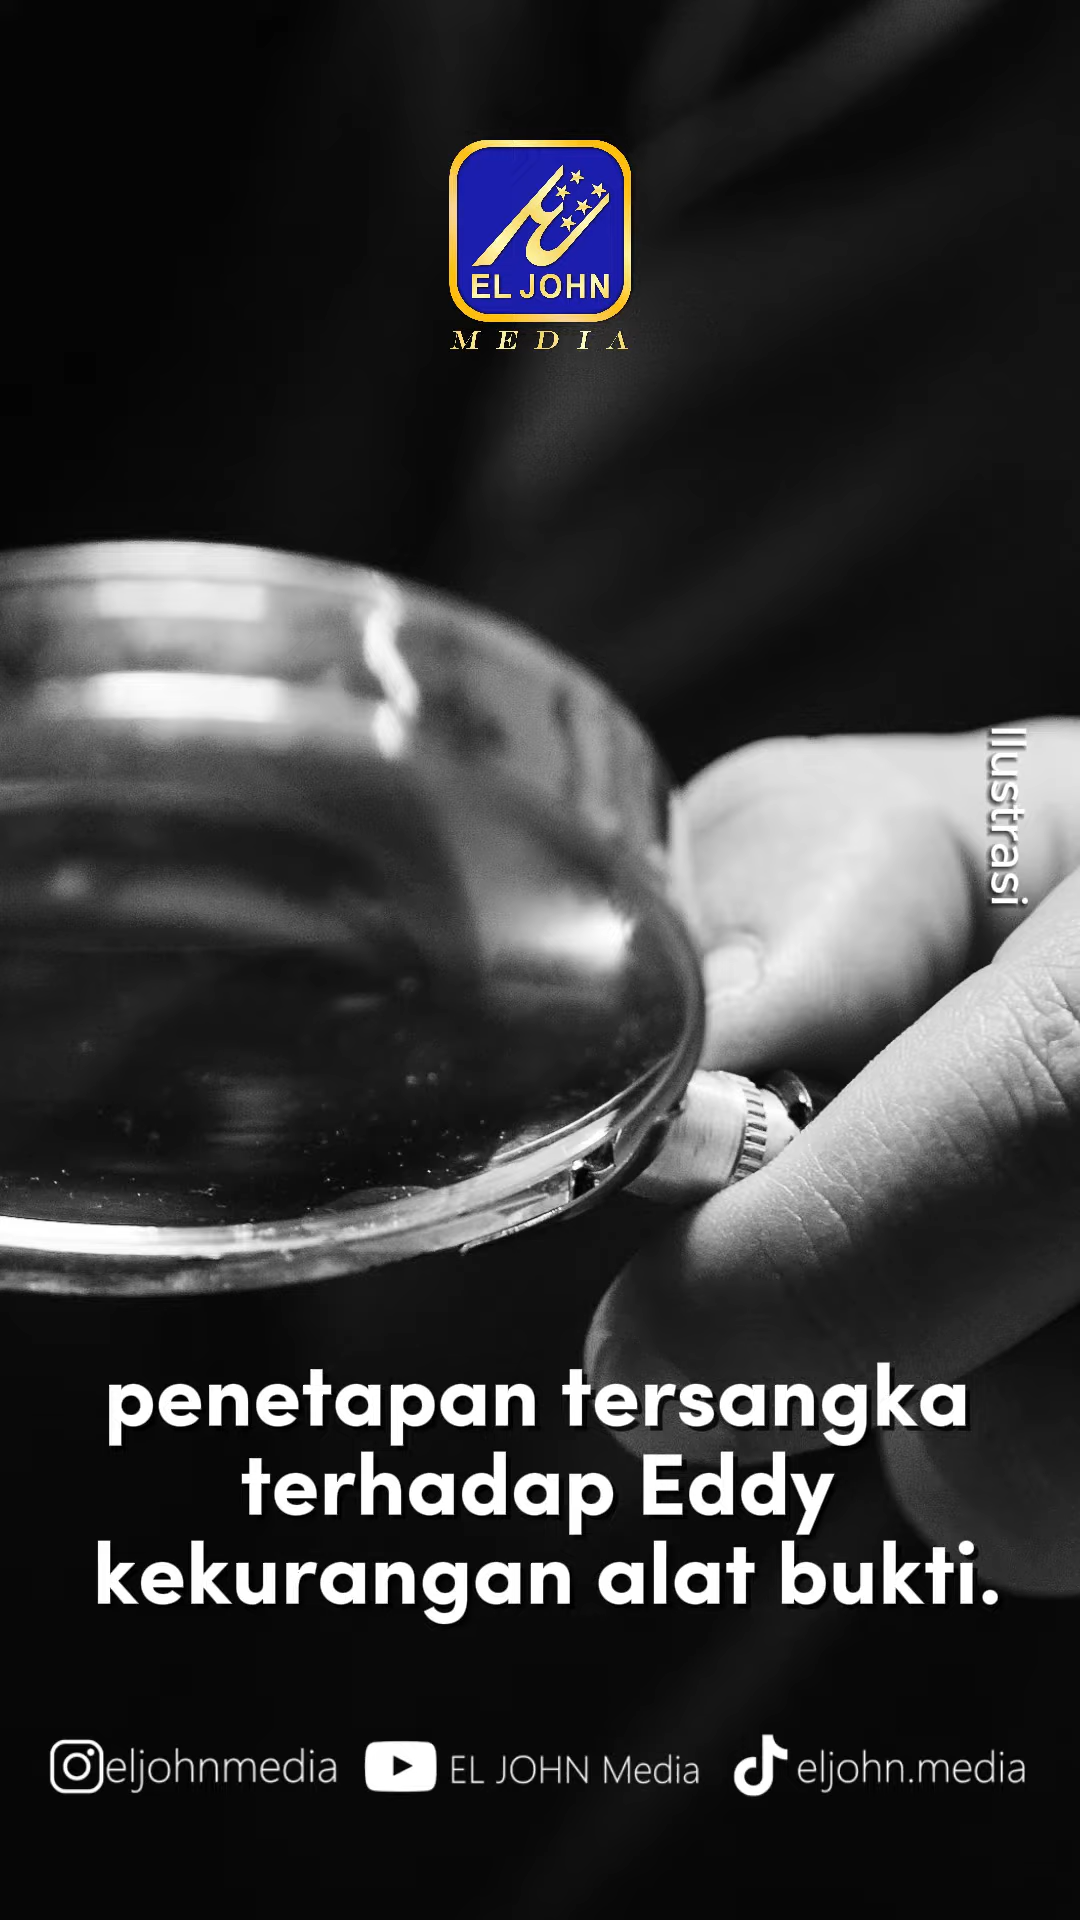 EL JOHN
MEDIA
Ilustrasi
penetapan tersangka
terhadap Eddy
kekurangan alat bukti.
eljohnmedia
EL JOHN Media
eljohn.media